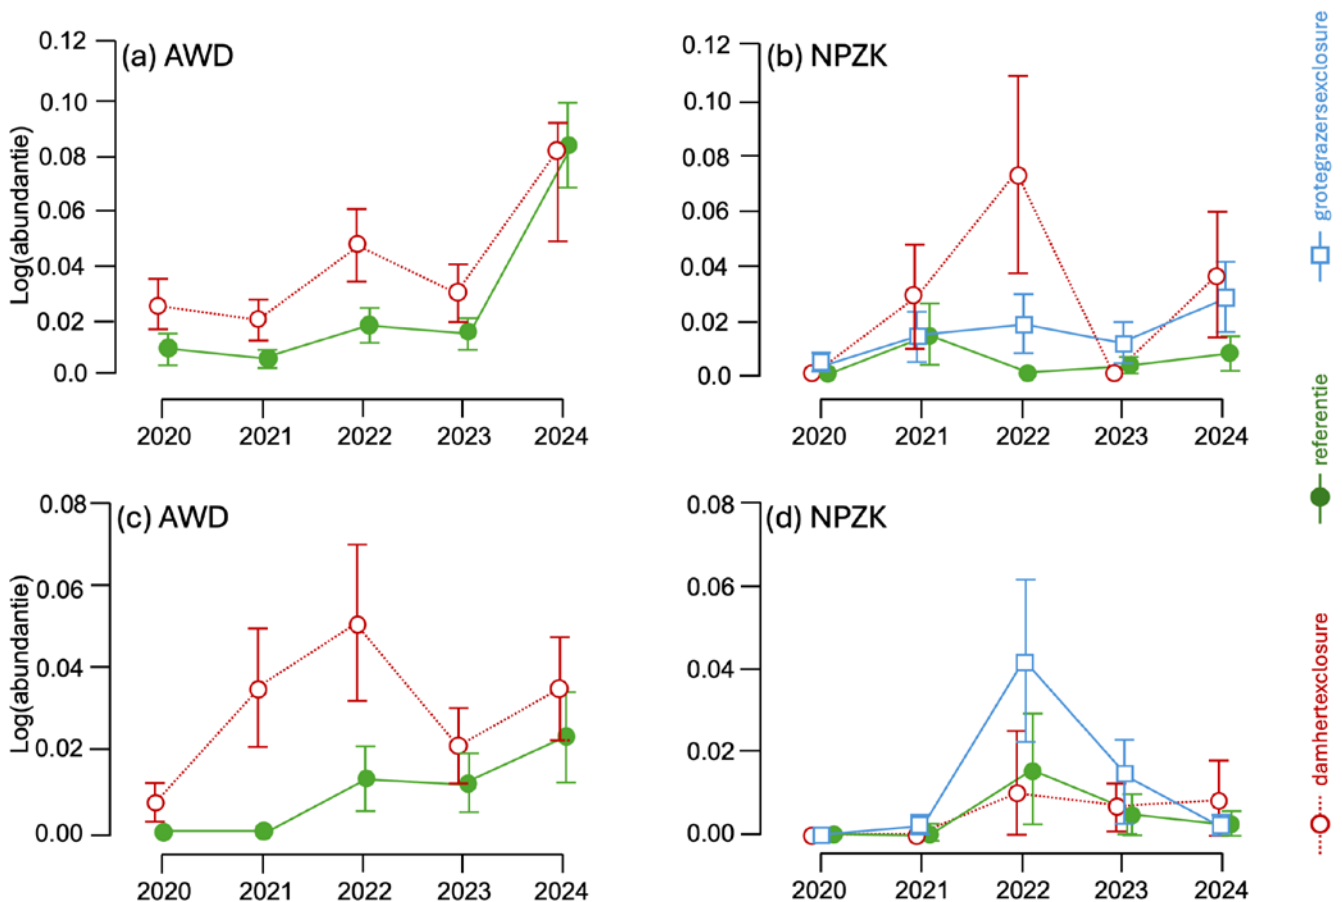 (a) AWD
0.12
0.10
0.08
0.06
0.04
0.02
0.0
Log(abundantie)
2020 2021 2022 2023 2024
(b) NPZK
0.12
0.10
0.08
0.06
0.04
0.02
0.0
2020 2021 2022 2023 2024
(c) AWD
0.08
0.06
0.04
0.02
0.00
Log(abundantie)
2020 2021 2022 2023 2024
(d) NPZK
0.08
0.06
0.04
0.02
0.00
2020 2021 2022 2023 2024
grotegrazersexclosure
referentie
damhertexclosure